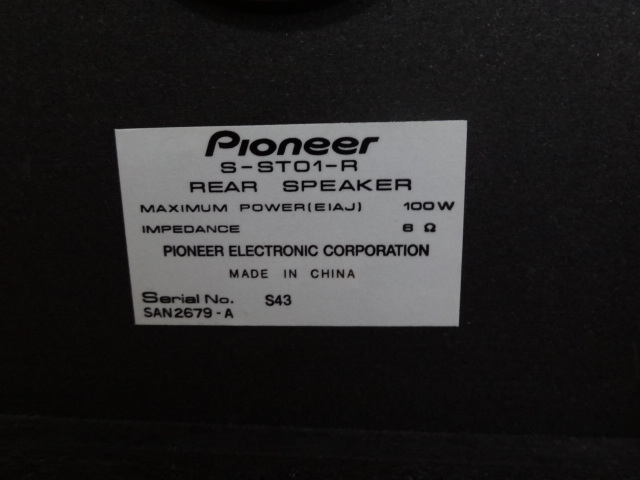 Pioneer
S-ST01-R
REAR SPEAKER
MAXIMUM POWER(EIAJ) 100W
IMPEDANCE 6 Ω
PIONEER ELECTRONIC CORPORATION
MADE IN CHINA
Serial No. S43
SAN2679-A